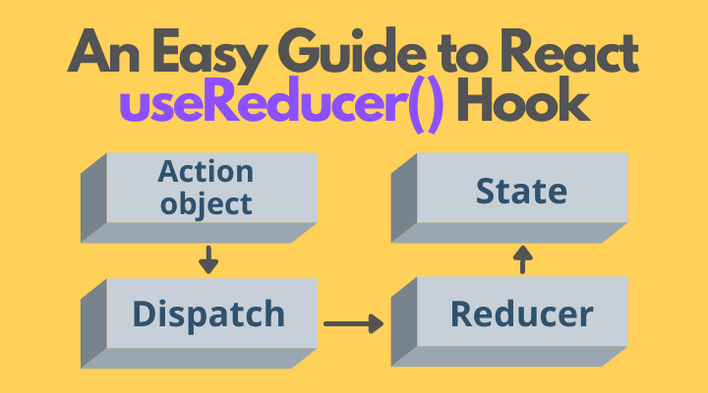 An Easy Guide to React
useReducer() Hook
Action
object
State
Dispatch
Reducer